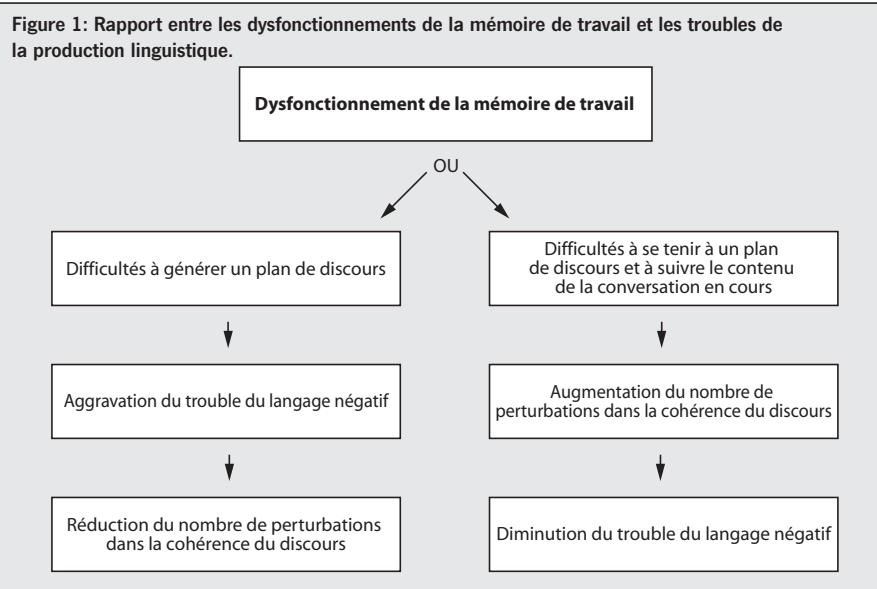 Figure 1: Rapport entre les dysfonctionnements de la mémoire de travail et les troubles de
la production linguistique.
Dysfonctionnement de la mémoire de travail
OU
Difficultés à générer un plan de discours
Difficultés à se tenir à un plan
de discours et à suivre le contenu
de la conversation en cours
Aggravation du trouble du langage négatif
Augmentation du nombre de
perturbations dans la cohérence du discours
Réduction du nombre de perturbations
dans la cohérence du discours
Diminution du trouble du langage négatif